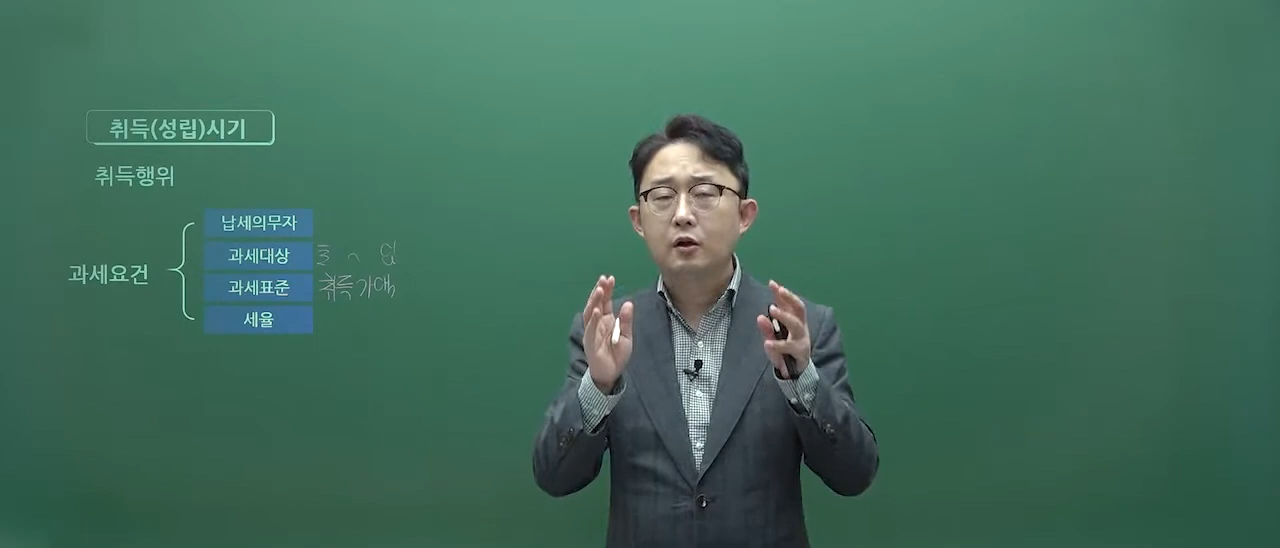 취득(성립)시기
취득행위
과세요건
납세의무자
과세대상
과세표준 취득가액
세율